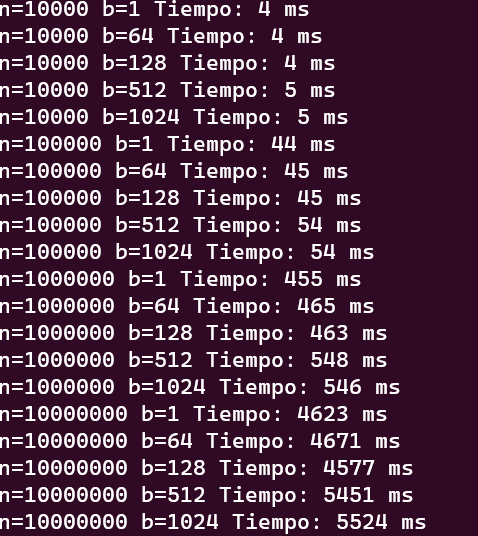 n=10000 b=1 Tiempo: 4 ms
n=10000 b=64 Tiempo: 4 ms
n=10000 b=128 Tiempo: 4 ms
n=10000 b=512 Tiempo: 5 ms
n=10000 b=1024 Tiempo: 5 ms
n=100000 b=1 Tiempo: 44 ms
n=100000 b=64 Tiempo: 45 ms
n=100000 b=128 Tiempo: 45 ms
n=100000 b=512 Tiempo: 54 ms
n=100000 b=1024 Tiempo: 54 ms
n=1000000 b=1 Tiempo: 455 ms
n=1000000 b=64 Tiempo: 465 ms
n=1000000 b=128 Tiempo: 463 ms
n=1000000 b=512 Tiempo: 548 ms
n=1000000 b=1024 Tiempo: 546 ms
n=10000000 b=1 Tiempo: 4623 ms
n=10000000 b=64 Tiempo: 4671 ms
n=10000000 b=128 Tiempo: 4577 ms
n=10000000 b=512 Tiempo: 5451 ms
n=10000000 b=1024 Tiempo: 5524 ms